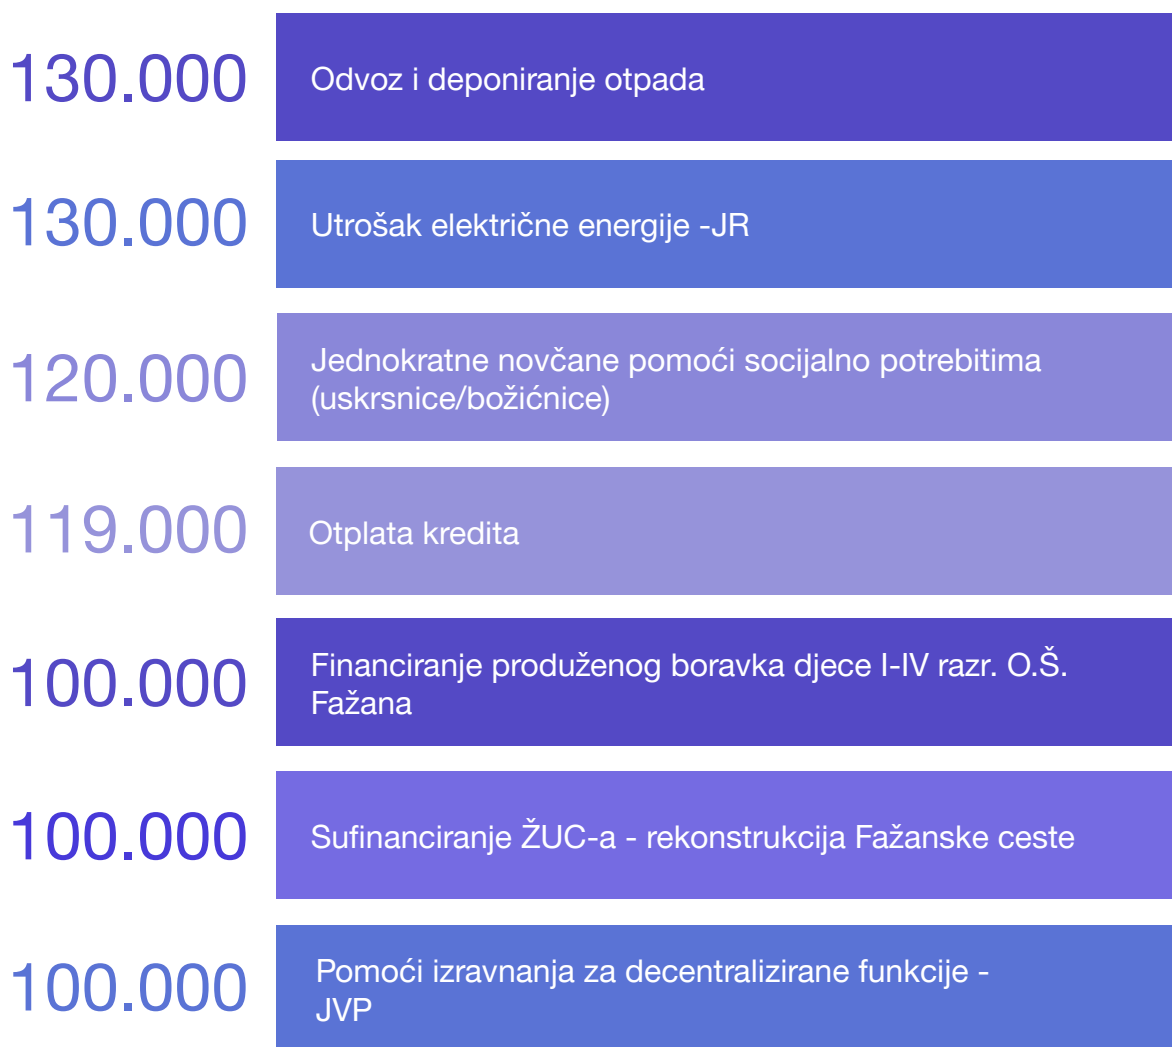 130.000
Odvoz i deponiranje otpada
130.000
Utrošak električne energije -JR
120.000
Jednokratne novčane pomoći socijalno potrebitima
(uskrsnice/božićnice)
119.000
Otplata kredita
100.000
Financiranje produženog boravka djece I-IV razr. O.Š.
Fažana
100.000
Sufinanciranje ŽUC-a - rekonstrukcija Fažanske ceste
100.000
Pomoći izravnanja za decentralizirane funkcije -
JVP